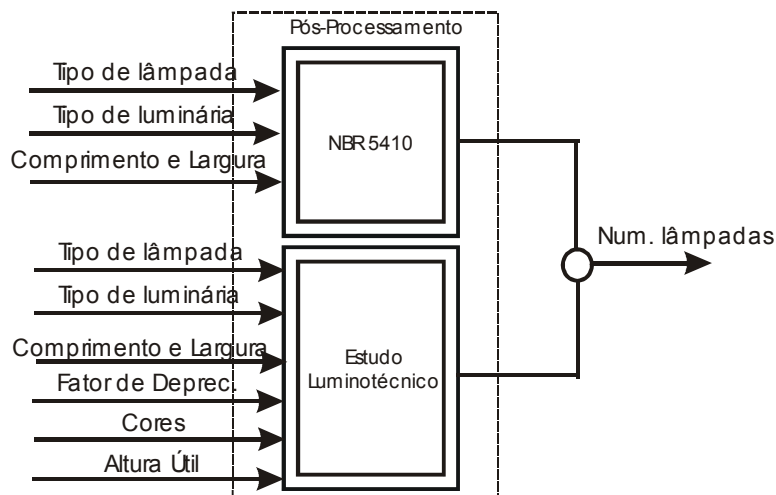 Pós-Processamento
Tipo de lâmpada
Tipo de luminária
Comprimento e Largura
NBR 5410
Num. lâmpadas
Tipo de lâmpada
Tipo de luminária
Comprimento e Largura
Fator de Deprec.
Cores
Altura Útil
Estudo
Luminotécnico